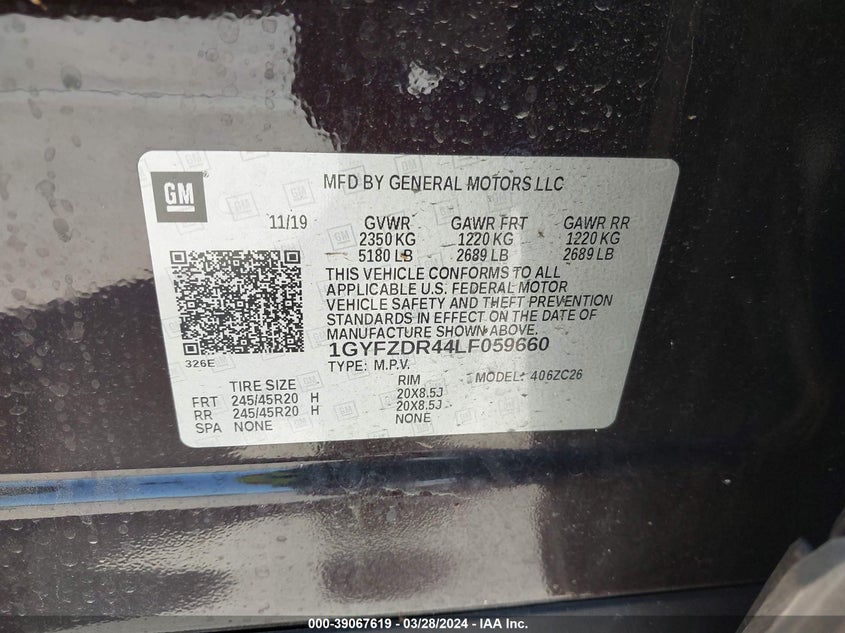 GM
MFD BY GENERAL MOTORS LLC
11/19 GVWR GAWR FRT GAWR RR
2350 KG 1220 KG 1220 KG
5180 LB 2689 LB 2689 LB
THIS VEHICLE CONFORMS TO ALL
APPLICABLE U.S. FEDERAL MOTOR
VEHICLE SAFETY AND THEFT PREVENTION
STANDARDS IN EFFECT ON THE DATE OF
MANUFACTURE SHOWN ABOVE.
326E
1GYFZDR44LF059660
TYPE: M.P.V. MODEL: 406ZC26
TIRE SIZE RIM
FRT 245/45R20 H 20X8.5J
RR 245/45R20 H 20X8.5J
SPA NONE NONE
000-39067619 - 03/28/2024 - IAA Inc.